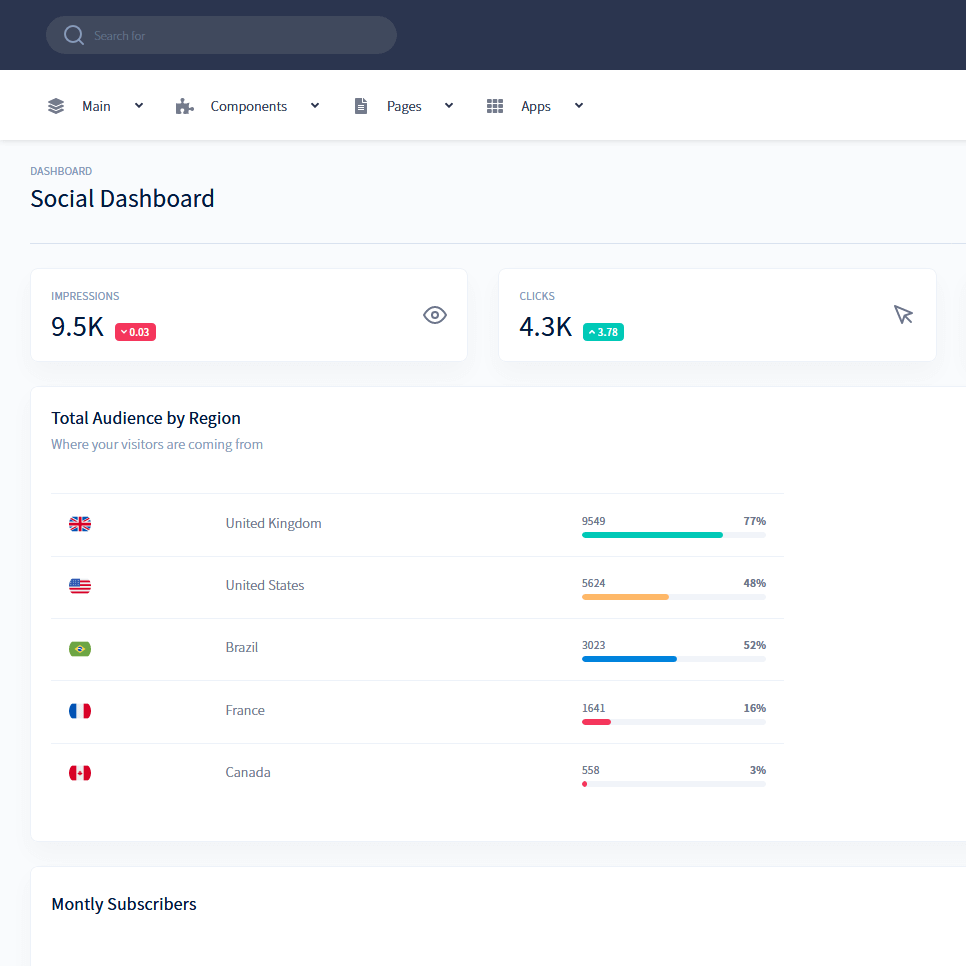 Search for
Main Components Pages Apps
DASHBOARD
Social Dashboard
IMPRESSIONS
9.5K 0.03
CLICKS
4.3K 3.78
Total Audience by Region
Where your visitors are coming from
United Kingdom 9549 77%
United States 5624 48%
Brazil 3023 52%
France 1641 16%
Canada 558 3%
Montly Subscribers